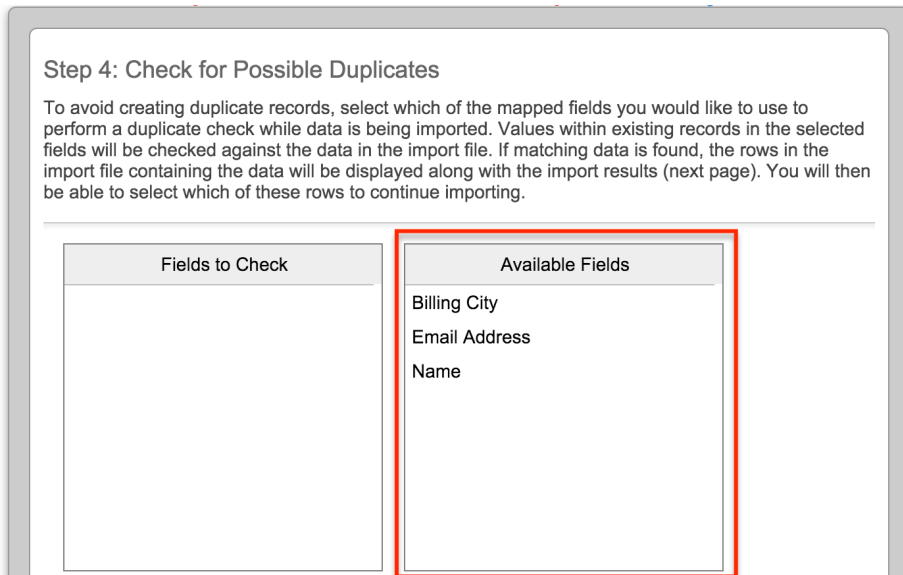 Step 4: Check for Possible Duplicates
To avoid creating duplicate records, select which of the mapped fields you would like to use to
perform a duplicate check while data is being imported. Values within existing records in the selected
fields will be checked against the data in the import file. If matching data is found, the rows in the
import file containing the data will be displayed along with the import results (next page). You will then
be able to select which of these rows to continue importing.
Fields to Check
Available Fields
Billing City
Email Address
Name